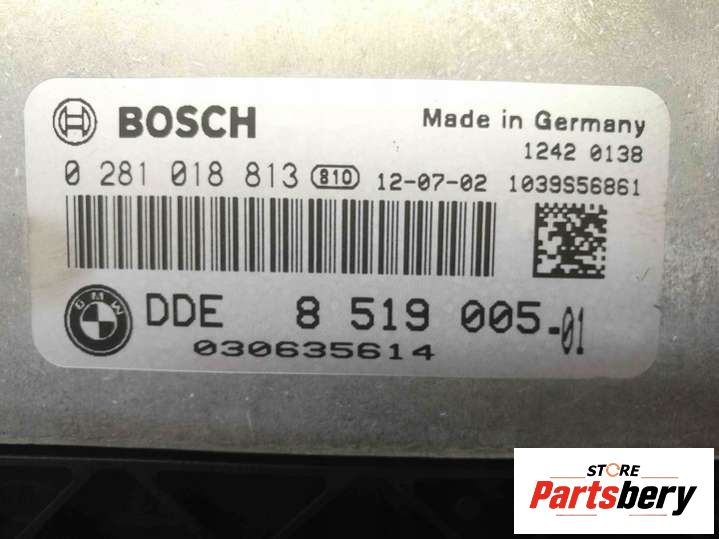 BOSCH
Made in Germany
1242 0138
0 281 018 813 810 12-07-02 1039S56861
BMW
DDE 8 519 005-01
030635614
STORE
Partsbery